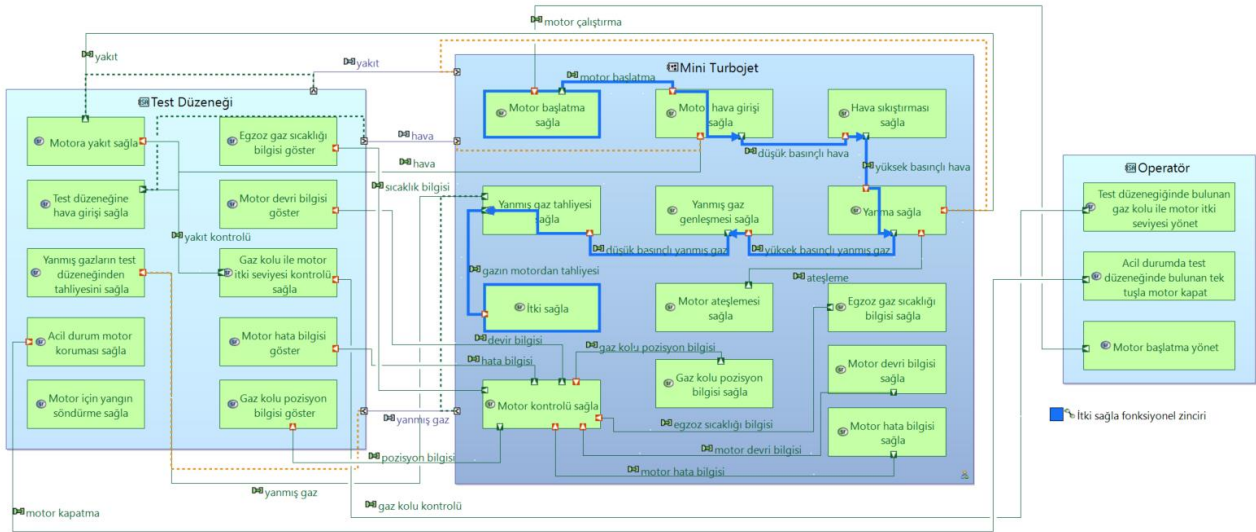 motor çalıştırma
yakıt
yakıt
Mini Turbojet
motor başlatma
Test Düzeneği
Motor başlatma
sağla
Motor hava girişi
sağla
Hava sıkıştırması
sağla
Motora yakıt sağla
Egzoz gaz sıcaklığı
bilgisi göster
hava
düşük basınçlı hava
hava
yüksek basınçlı hava
Operatör
sıcaklık bilgisi
Test düzeneğine
hava girişi sağla
Motor devri bilgisi
göster
Yanmış gaz tahliyesi
sağla
Yanmış gaz
genleşmesi sağla
Yanma sağla
Test düzenegiğinde bulunan
gaz kolu ile motor itki
seviyesi yönet
yakıt kontrolü
düşük basınçlı yanmış gaz
yüksek basınçlı yanmış gaz
Yanmış gazların test
düzeneğinden
tahliyesini sağla
Gaz kolu ile motor
itki seviyesi kontrolü
sağla
gazın motordan tahliyesi
ateşleme
Acil durumda test
düzeneğinde bulunan tek
tuşla motor kapat
İtki sağla
Motor ateşlemesi
sağla
Egzoz gaz sıcaklığı
bilgisi sağla
Acil durum motor
koruması sağla
Motor hata bilgisi
göster
devir bilgisi
gaz kolu pozisyon bilgisi
Motor başlatma yönet
hata bilgisi
Gaz kolu pozisyon
bilgisi sağla
Motor devri bilgisi
sağla
Motor için yangın
söndürme sağla
Gaz kolu pozisyon
bilgisi göster
Motor kontrolü sağla
yanmış gaz
egzoz sıcaklığı bilgisi
Motor hata bilgisi
sağla
İtki sağla fonksiyonel zinciri
pozisyon bilgisi
motor devri bilgisi
motor hata bilgisi
yanmış gaz
gaz kolu kontrolü
motor kapatma